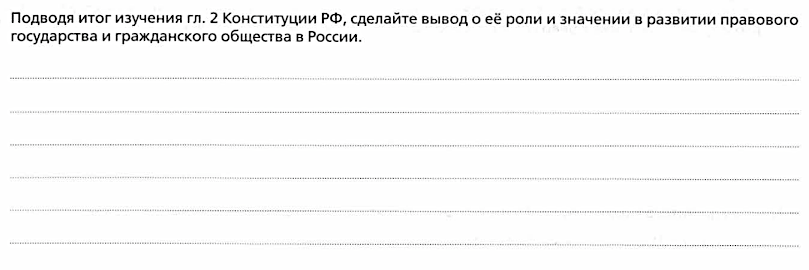 Подводя итог изучения гл. 2 Конституции РФ, сделайте вывод о её роли и значении в развитии правового
государства и гражданского общества в России.